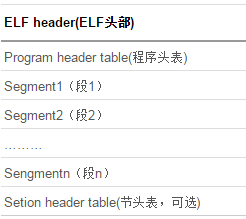 ELF header(ELF头部)
Program header table(程序头表)
Segment1（段1）
Segment2（段2）
………
Sengmentn（段n）
Setion header table(节头表，可选)